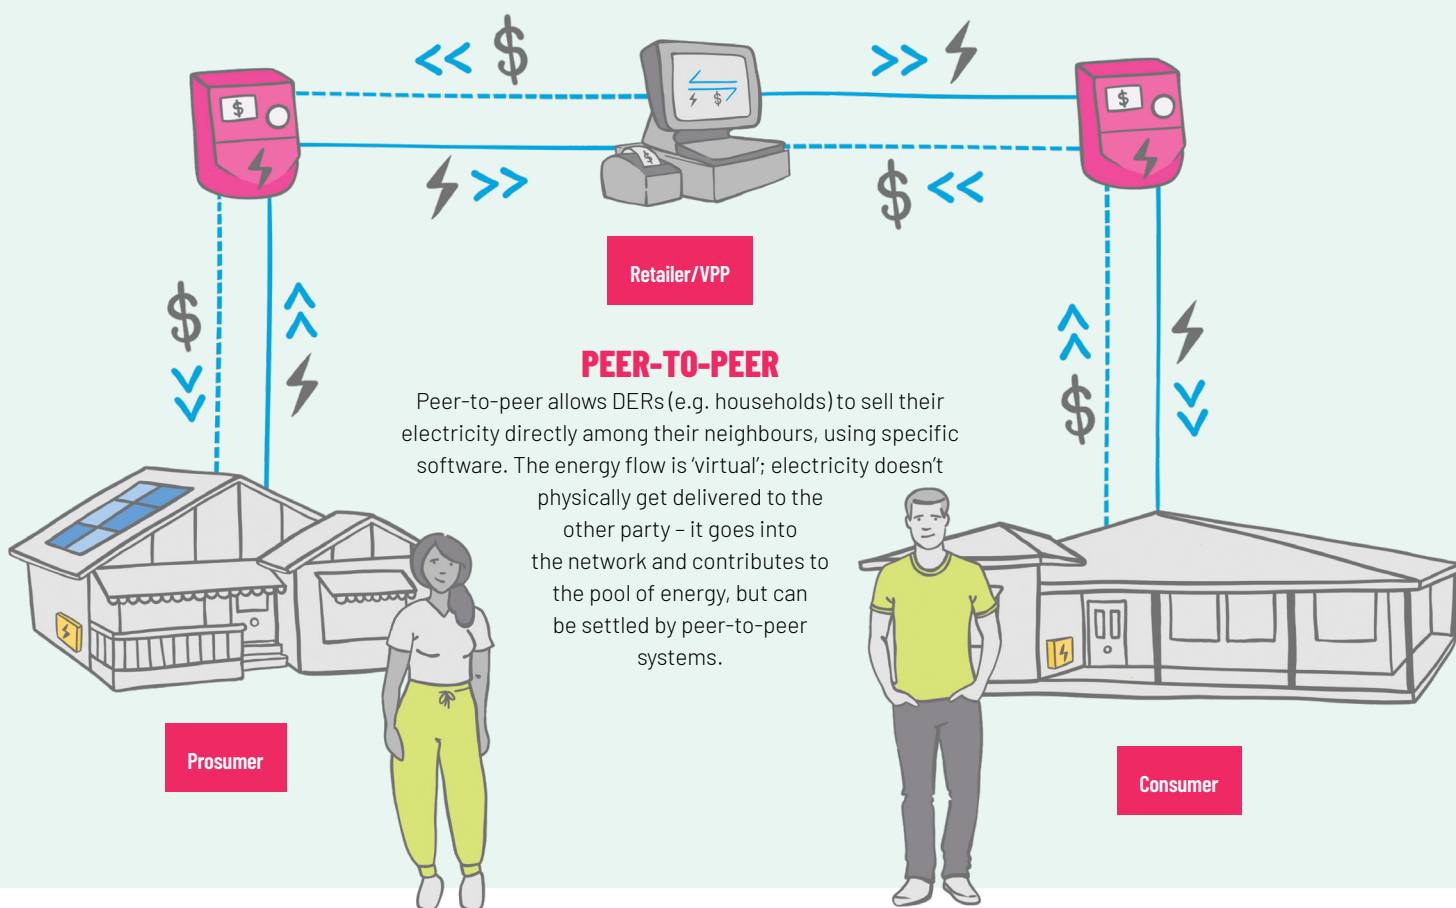 $
$
$
$
$
Retailer/VPP
$
$
$
PEER-TO-PEER
Peer-to-peer allows DERs (e.g. households) to sell their
electricity directly among their neighbours, using specific
software. The energy flow is ‘virtual’; electricity doesn’t
physically get delivered to the
other party – it goes into
the network and contributes to
the pool of energy, but can
be settled by peer-to-peer
systems.
Prosumer
Consumer